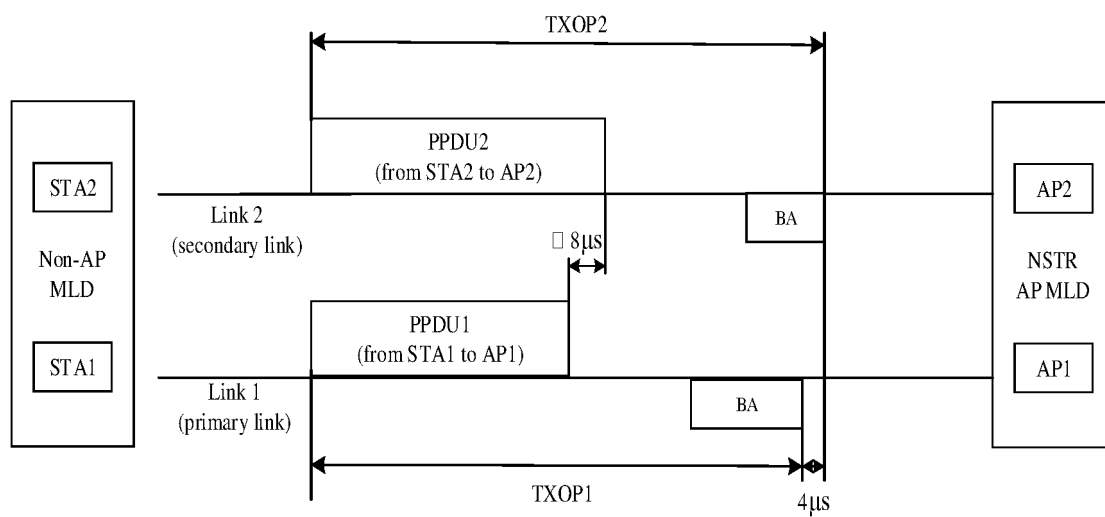 TXOP2
PPDU2
(from STA2 to AP2)
STA2
AP2
Link 2
(secondary link)
BA
□ 8μs
Non-AP
MLD
NSTR
AP MLD
PPDU1
(from STA1 to AP1)
STA1
AP1
Link 1
(primary link)
BA
TXOP1
4μs